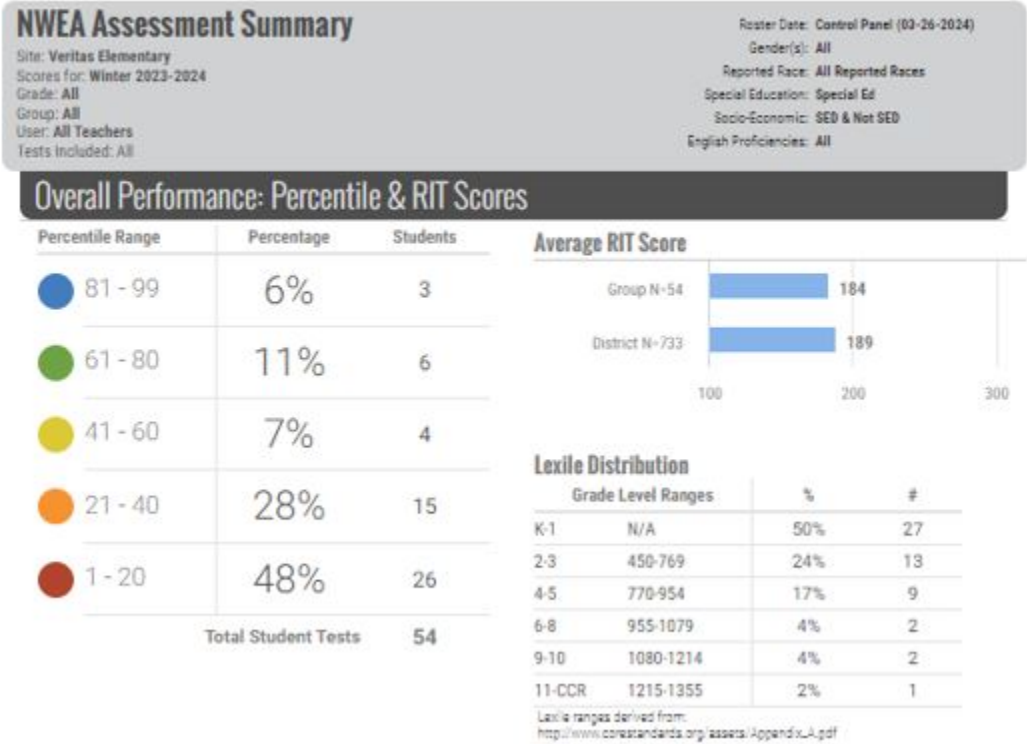 NWEA Assessment Summary
Site: Veritas Elementary
Scores for: Winter 2023-2024
Grade: All
Group: All
User: All Teachers
Tests Included: All
Roster Date: Control Panel (03-26-2024)
Gender(s): All
Reported Race: All Reported Races
Special Education: Special Ed
Socio-Economic: SED & Not SED
English Proficiencies: All
Overall Performance: Percentile & RIT Scores
Percentile Range Percentage Students
81 - 99 6% 3
61 - 80 11% 6
41 - 60 7% 4
21 - 40 28% 15
1 - 20 48% 26
Total Student Tests 54
Average RIT Score
Group N=54 184
District N=733 189
100 200 300
Lexile Distribution
Grade Level Ranges % #
K-1 N/A 50% 27
2-3 450-769 24% 13
4-5 770-954 17% 9
6-8 955-1079 4% 2
9-10 1080-1214 4% 2
11-CCR 1215-1355 2% 1
Lexile ranges derived from:
http://www.corestandards.org/assets/Appendix_A.pdf